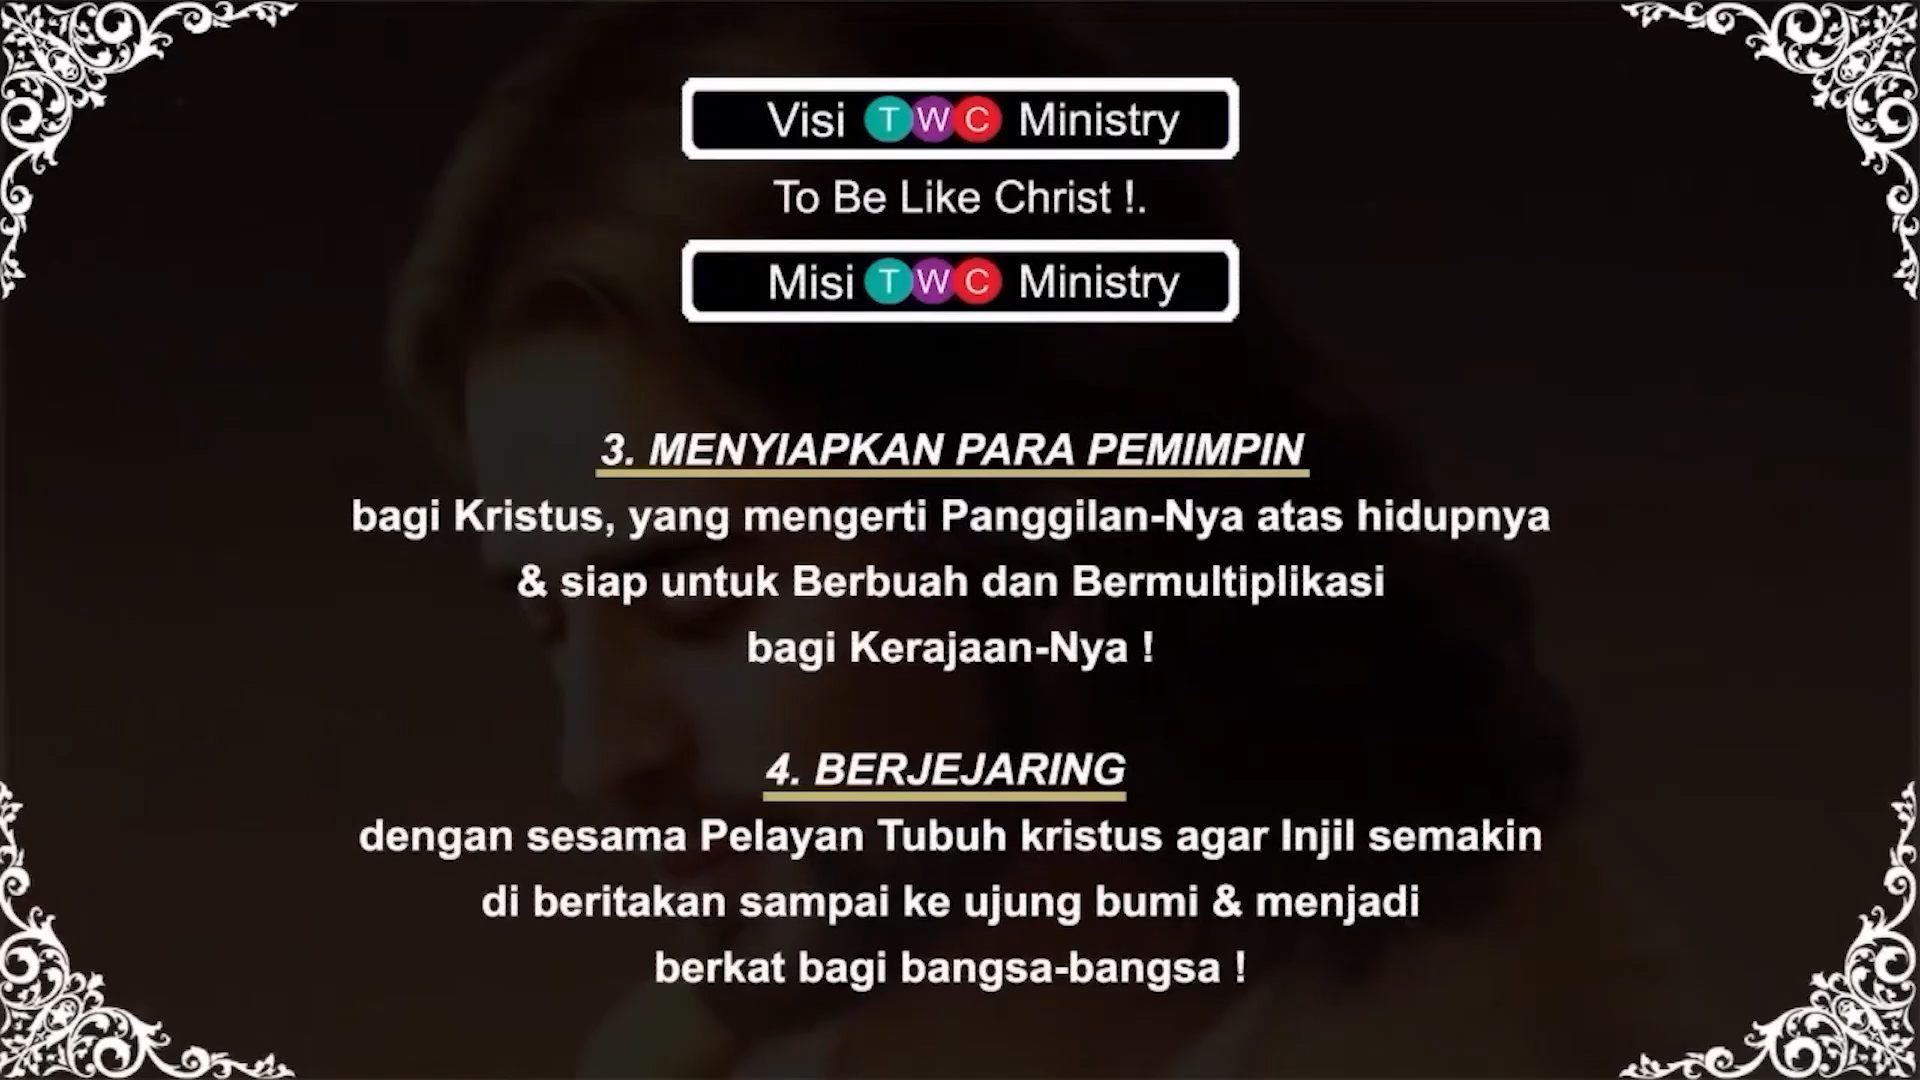 Visi TWC Ministry
To Be Like Christ !.
Misi TWC Ministry
3. MENYIAPKAN PARA PEMIMPIN
bagi Kristus, yang mengerti Panggilan-Nya atas hidupnya
& siap untuk Berbuah dan Bermultiplikasi
bagi Kerajaan-Nya !
4. BERJEJARING
dengan sesama Pelayan Tubuh kristus agar Injil semakin
di beritakan sampai ke ujung bumi & menjadi
berkat bagi bangsa-bangsa !